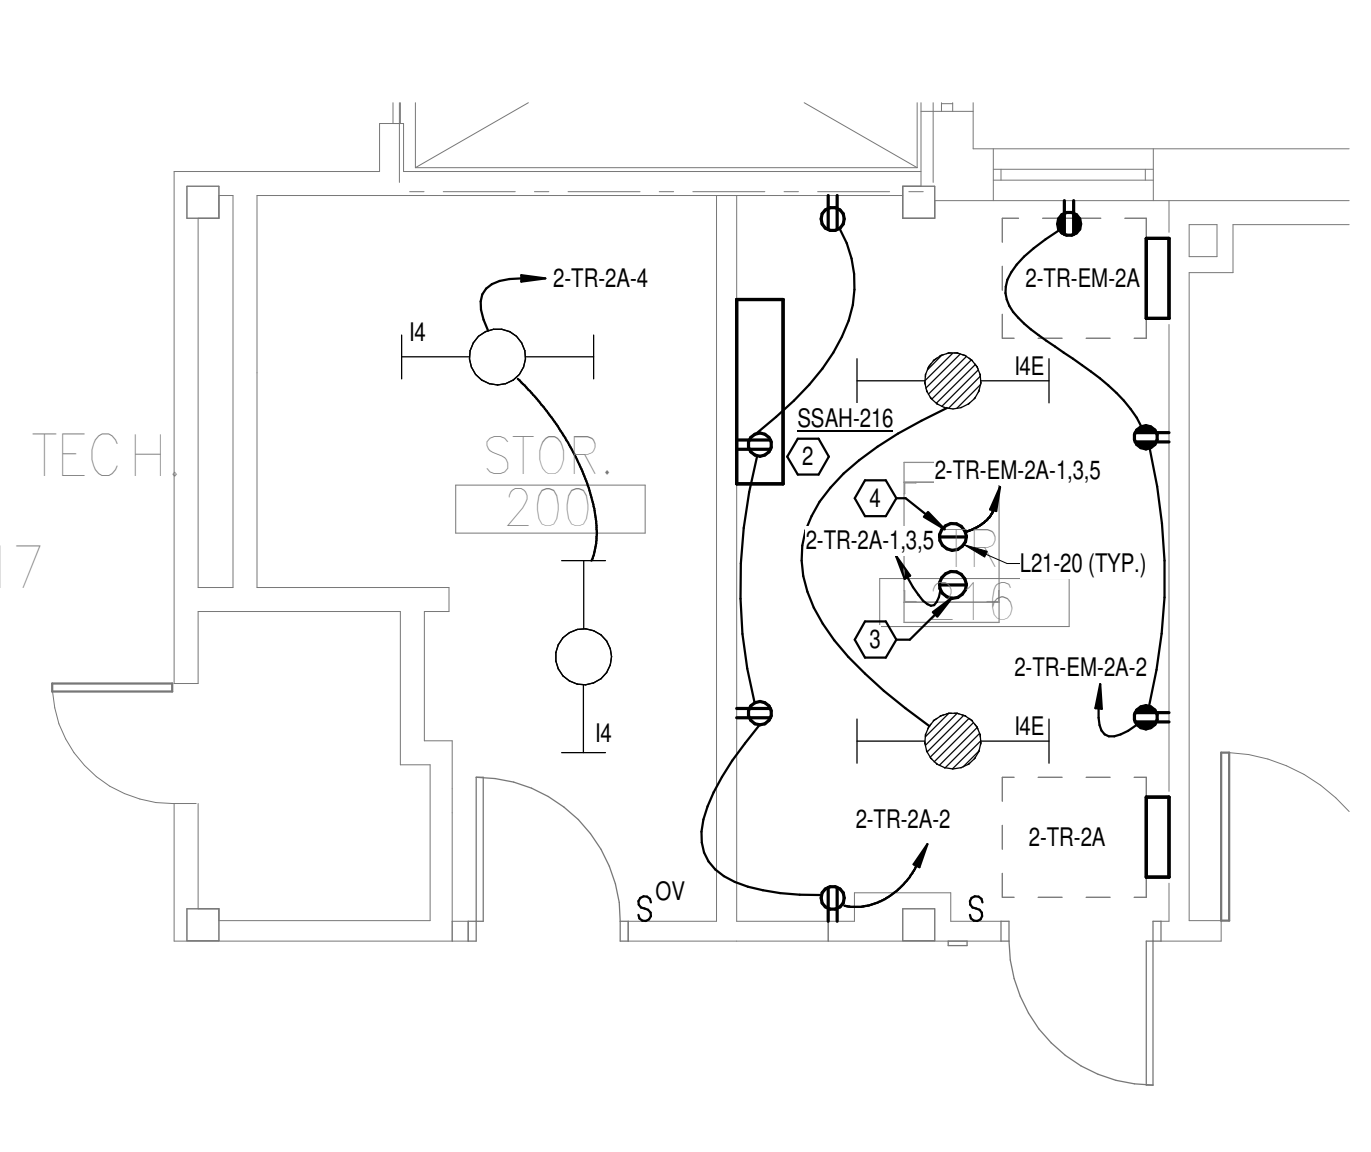 2-TR-2A-4
2-TR-EM-2A
I4
I4E
SSAH-216
TECH.
STOR.
2
2-TR-EM-2A-1,3,5
4
200
2-TR-2A-1,3,5
TR
L21-20 (TYP.)
17
216
3
2-TR-EM-2A-2
I4
I4E
2-TR-2A-2
2-TR-2A
S OV
S